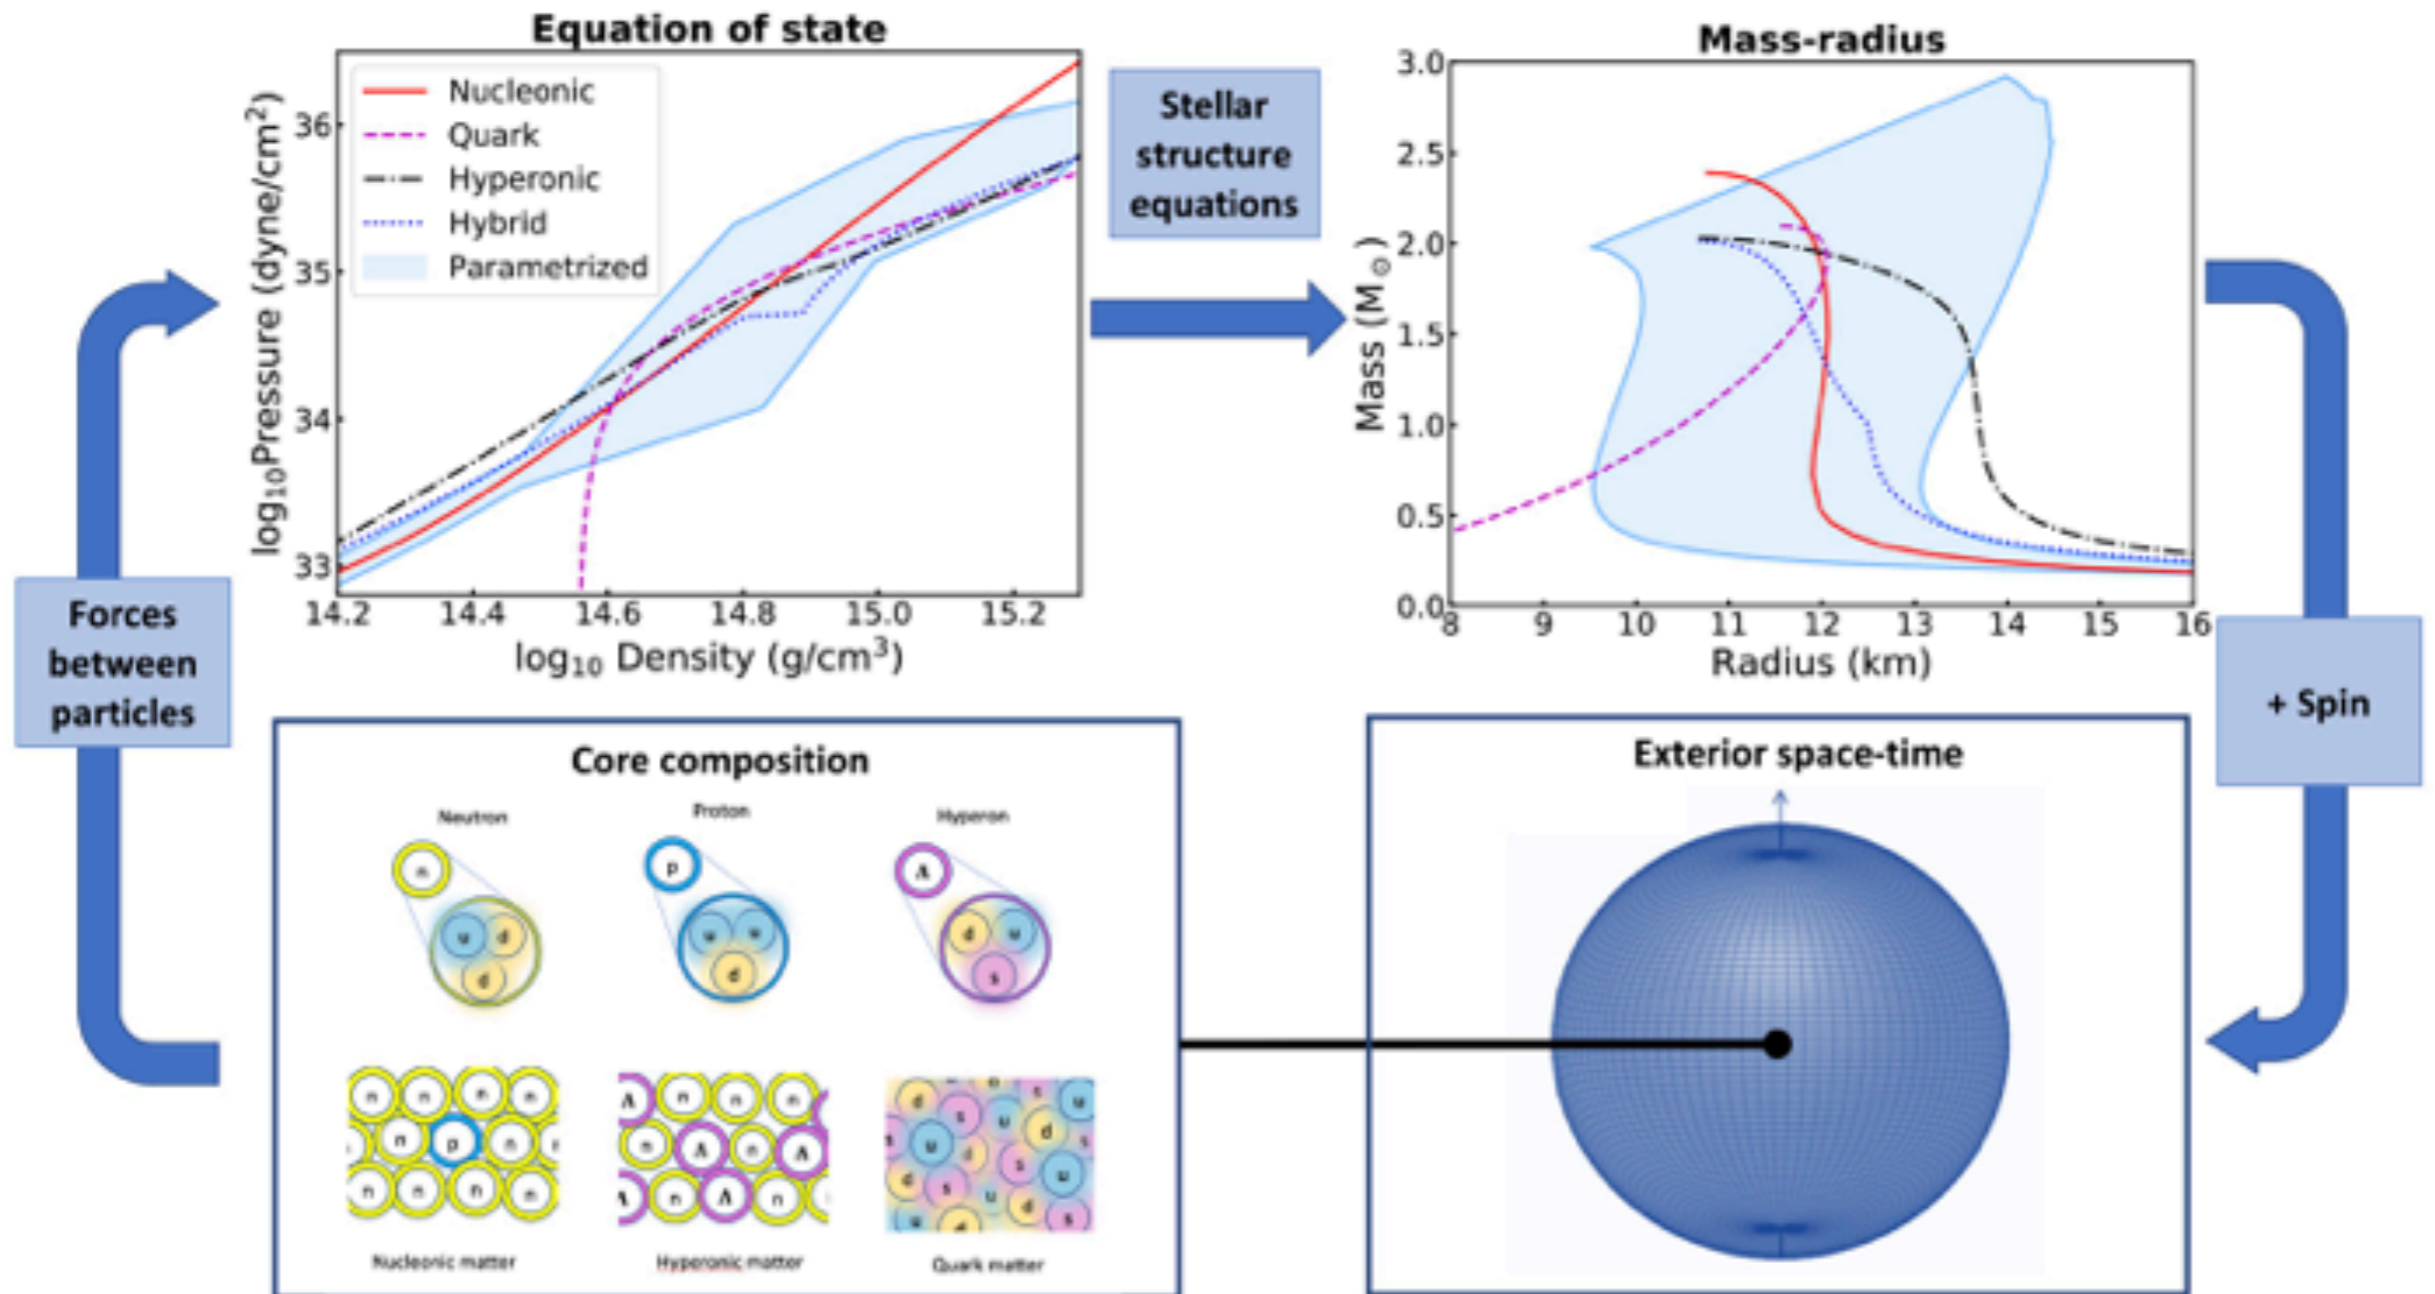 Equation of state
log₁₀Pressure (dyne/cm²)
36
35
34
33
Nucleonic
Quark
Hyperonic
Hybrid
Parametrized
14.2 14.4 14.6 14.8 15.0 15.2
log₁₀ Density (g/cm³)
Stellar
structure
equations
Mass-radius
Mass (M☉)
3.0
2.5
2.0
1.5
1.0
0.5
0.0
8 9 10 11 12 13 14 15 16
Radius (km)
Forces
between
particles
+ Spin
Core composition
Neutron Proton Hyperon
n p Λ
u d d
u u d
d u s
n n n n
n p n n
n n n n
Λ n n n
n Λ n Λ
Λ n Λ n
d s u d u
s u d s
d s u d s u
u d s
Nucleonic matter Hyperonic matter Quark matter
Exterior space-time